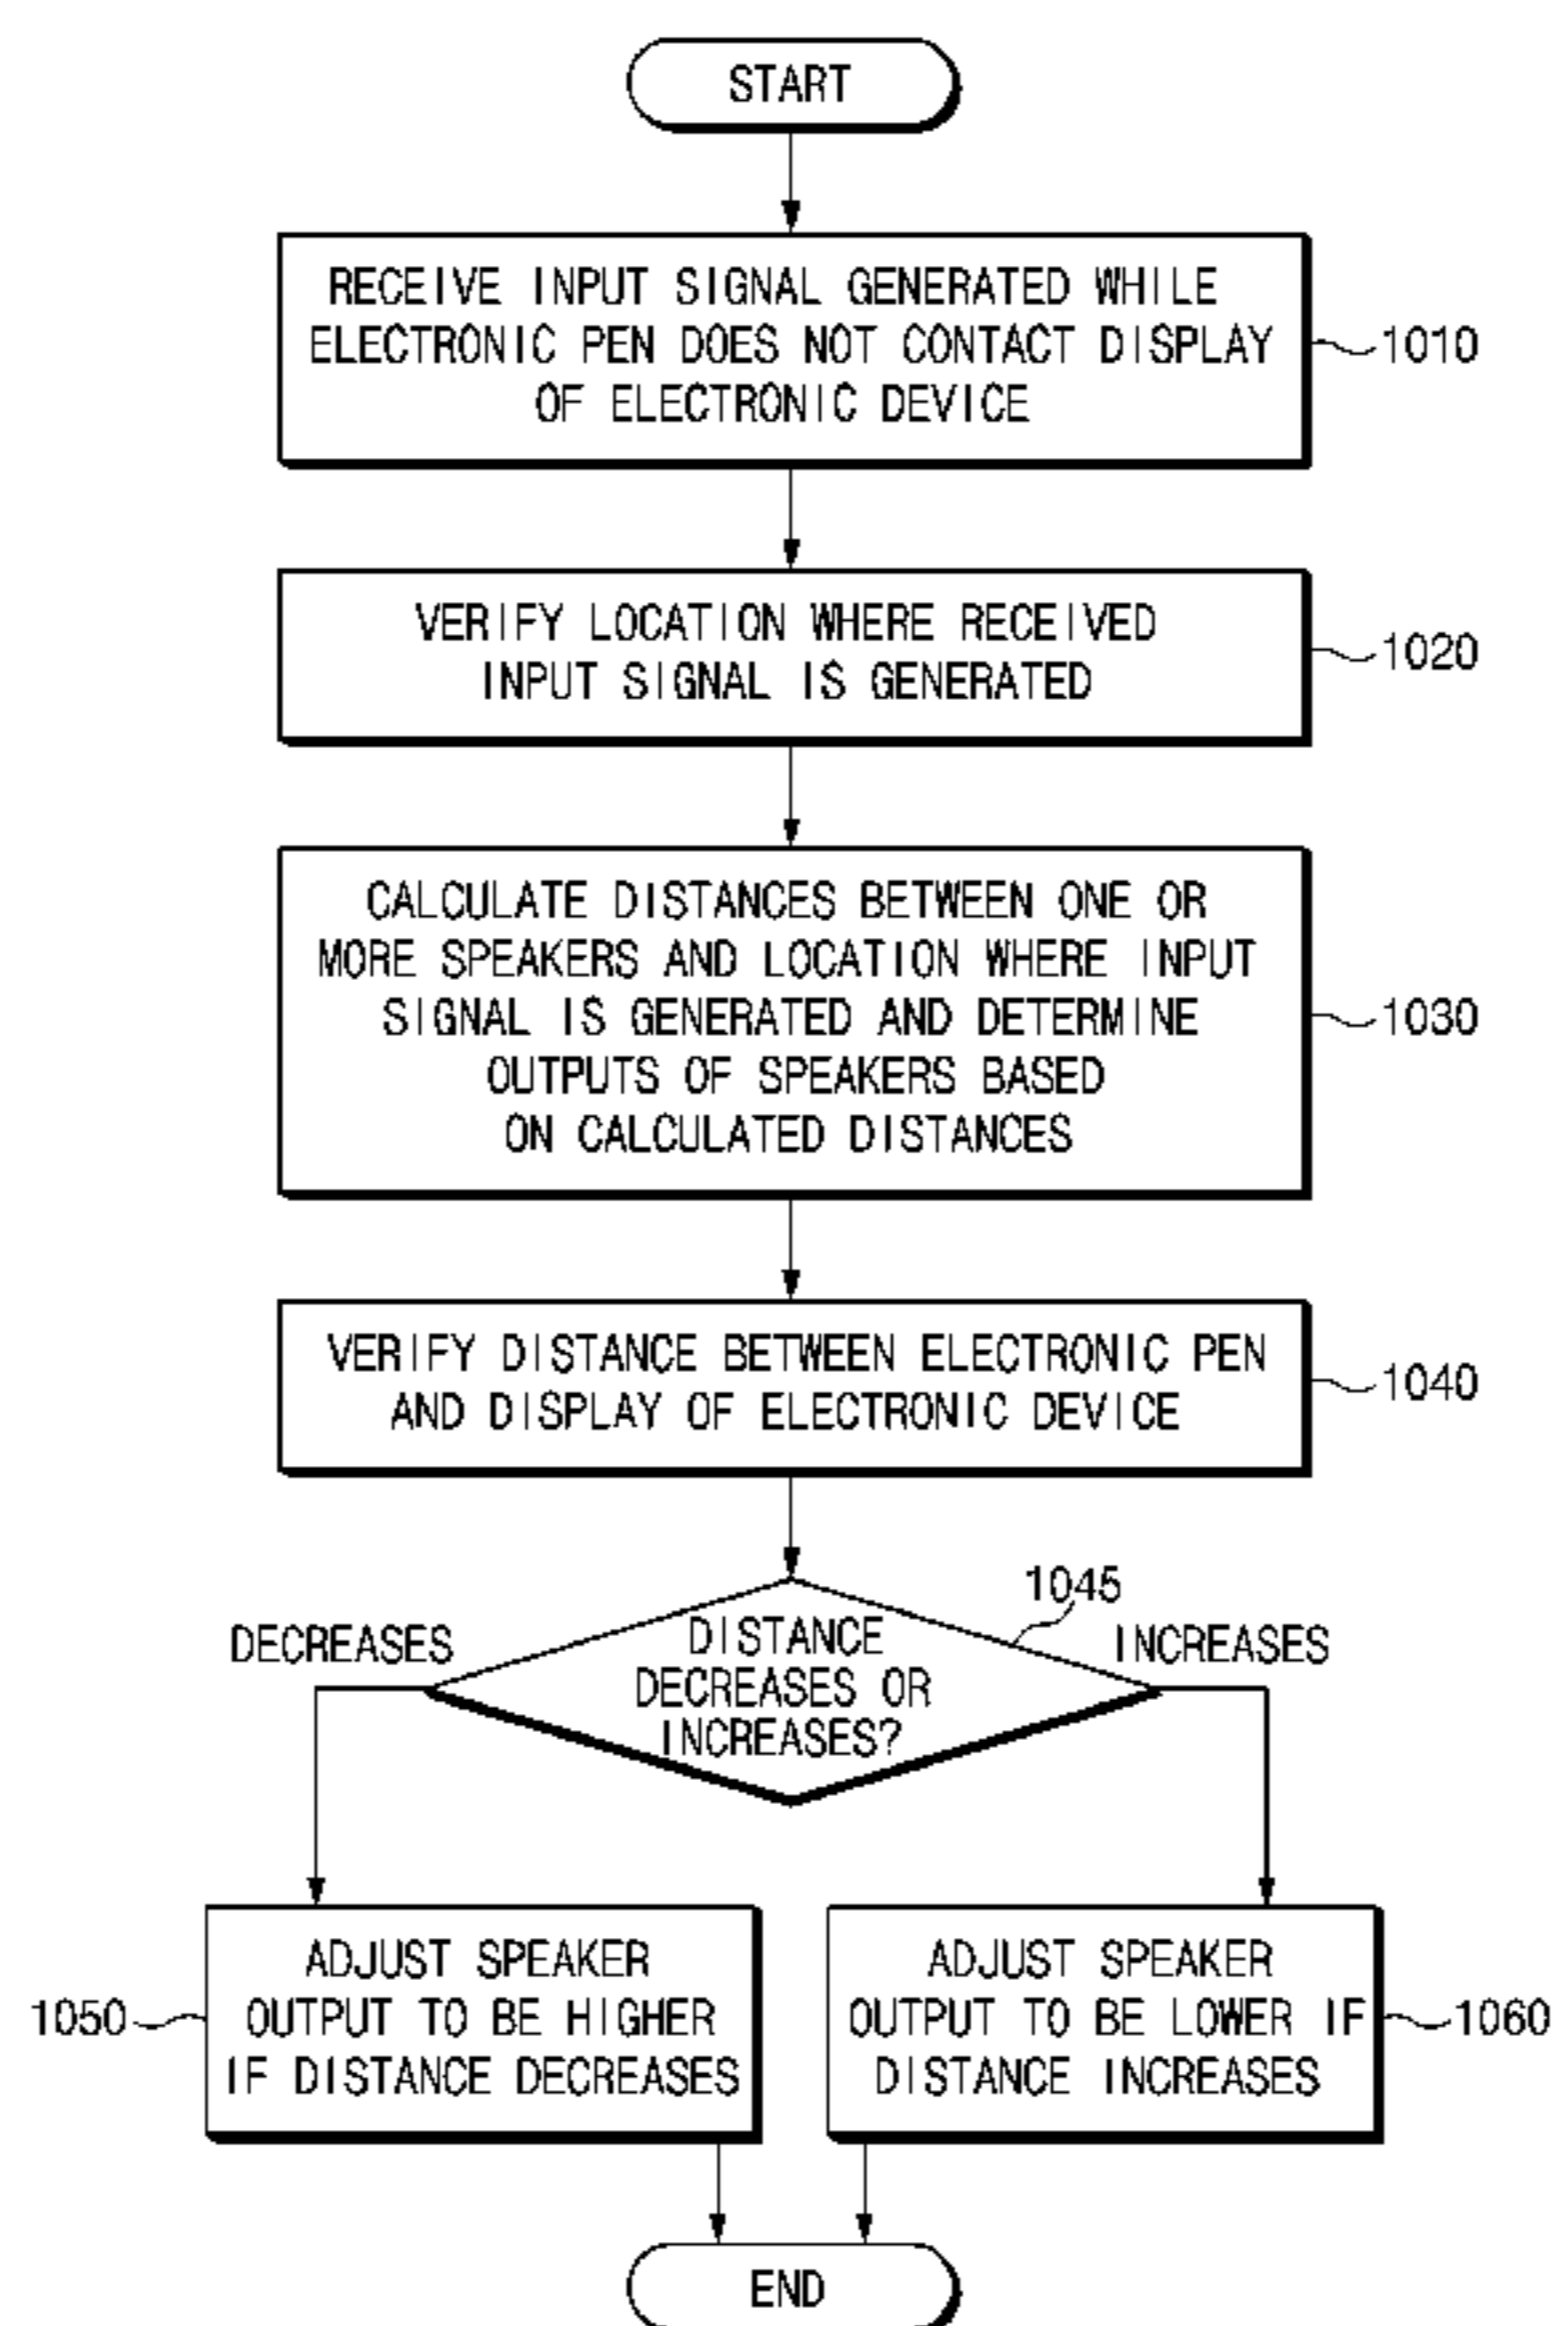 START
RECEIVE INPUT SIGNAL GENERATED WHILE
ELECTRONIC PEN DOES NOT CONTACT DISPLAY
OF ELECTRONIC DEVICE
1010
VERIFY LOCATION WHERE RECEIVED
INPUT SIGNAL IS GENERATED
1020
CALCULATE DISTANCES BETWEEN ONE OR
MORE SPEAKERS AND LOCATION WHERE INPUT
SIGNAL IS GENERATED AND DETERMINE
OUTPUTS OF SPEAKERS BASED
ON CALCULATED DISTANCES
1030
VERIFY DISTANCE BETWEEN ELECTRONIC PEN
AND DISPLAY OF ELECTRONIC DEVICE
1040
1045
DECREASES
DISTANCE
DECREASES OR
INCREASES?
INCREASES
ADJUST SPEAKER
OUTPUT TO BE HIGHER
IF DISTANCE DECREASES
1050
ADJUST SPEAKER
OUTPUT TO BE LOWER IF
DISTANCE INCREASES
1060
END